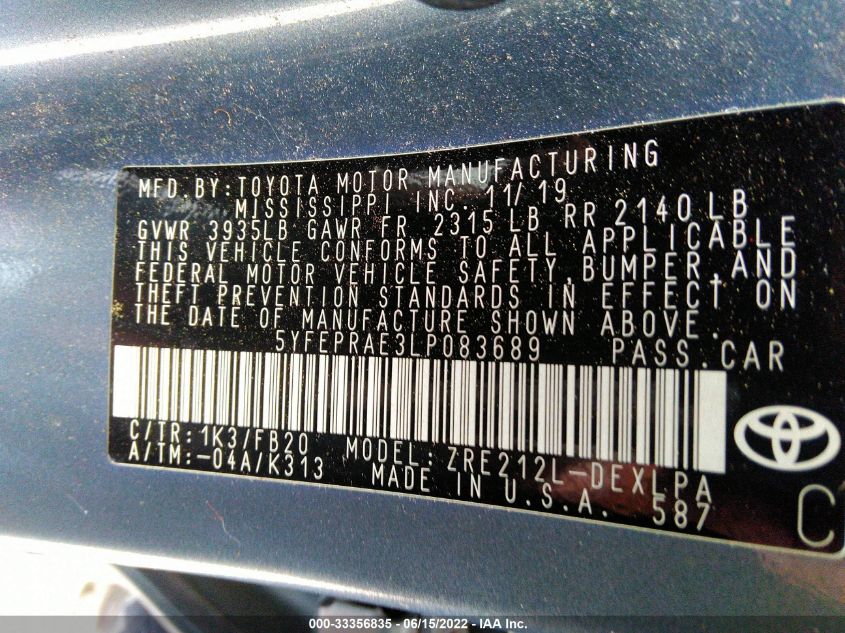 MFD. BY: TOYOTA MOTOR MANUFACTURING
MISSISSIPPI INC. 11/19
GVWR 3935LB GAWR FR 2315 LB RR 2140 LB
THIS VEHICLE CONFORMS TO ALL APPLICABLE
FEDERAL MOTOR VEHICLE SAFETY, BUMPER, AND
THEFT PREVENTION STANDARDS IN EFFECT ON
THE DATE OF MANUFACTURE SHOWN ABOVE.
5YFEPRAE3LP083689 PASS. CAR
C/TR: 1K3/FB20 MODEL: ZRE212L-DEXLPA
A/TM: -04A/K313 MADE IN U.S.A. 587
C
000-33356835 - 06/15/2022 - IAA Inc.